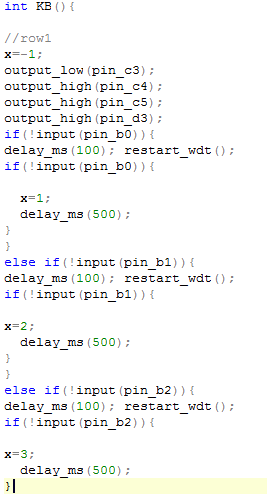 int KB(){
//row1
x=-1;
output_low(pin_c3);
output_high(pin_c4);
output_high(pin_c5);
output_high(pin_d3);
if(!input(pin_b0)){
delay_ms(100); restart_wdt();
if(!input(pin_b0)){
x=1;
delay_ms(500);
}
}
else if(!input(pin_b1)){
delay_ms(100); restart_wdt();
if(!input(pin_b1)){
x=2;
delay_ms(500);
}
}
else if(!input(pin_b2)){
delay_ms(100); restart_wdt();
if(!input(pin_b2)){
x=3;
delay_ms(500);
}